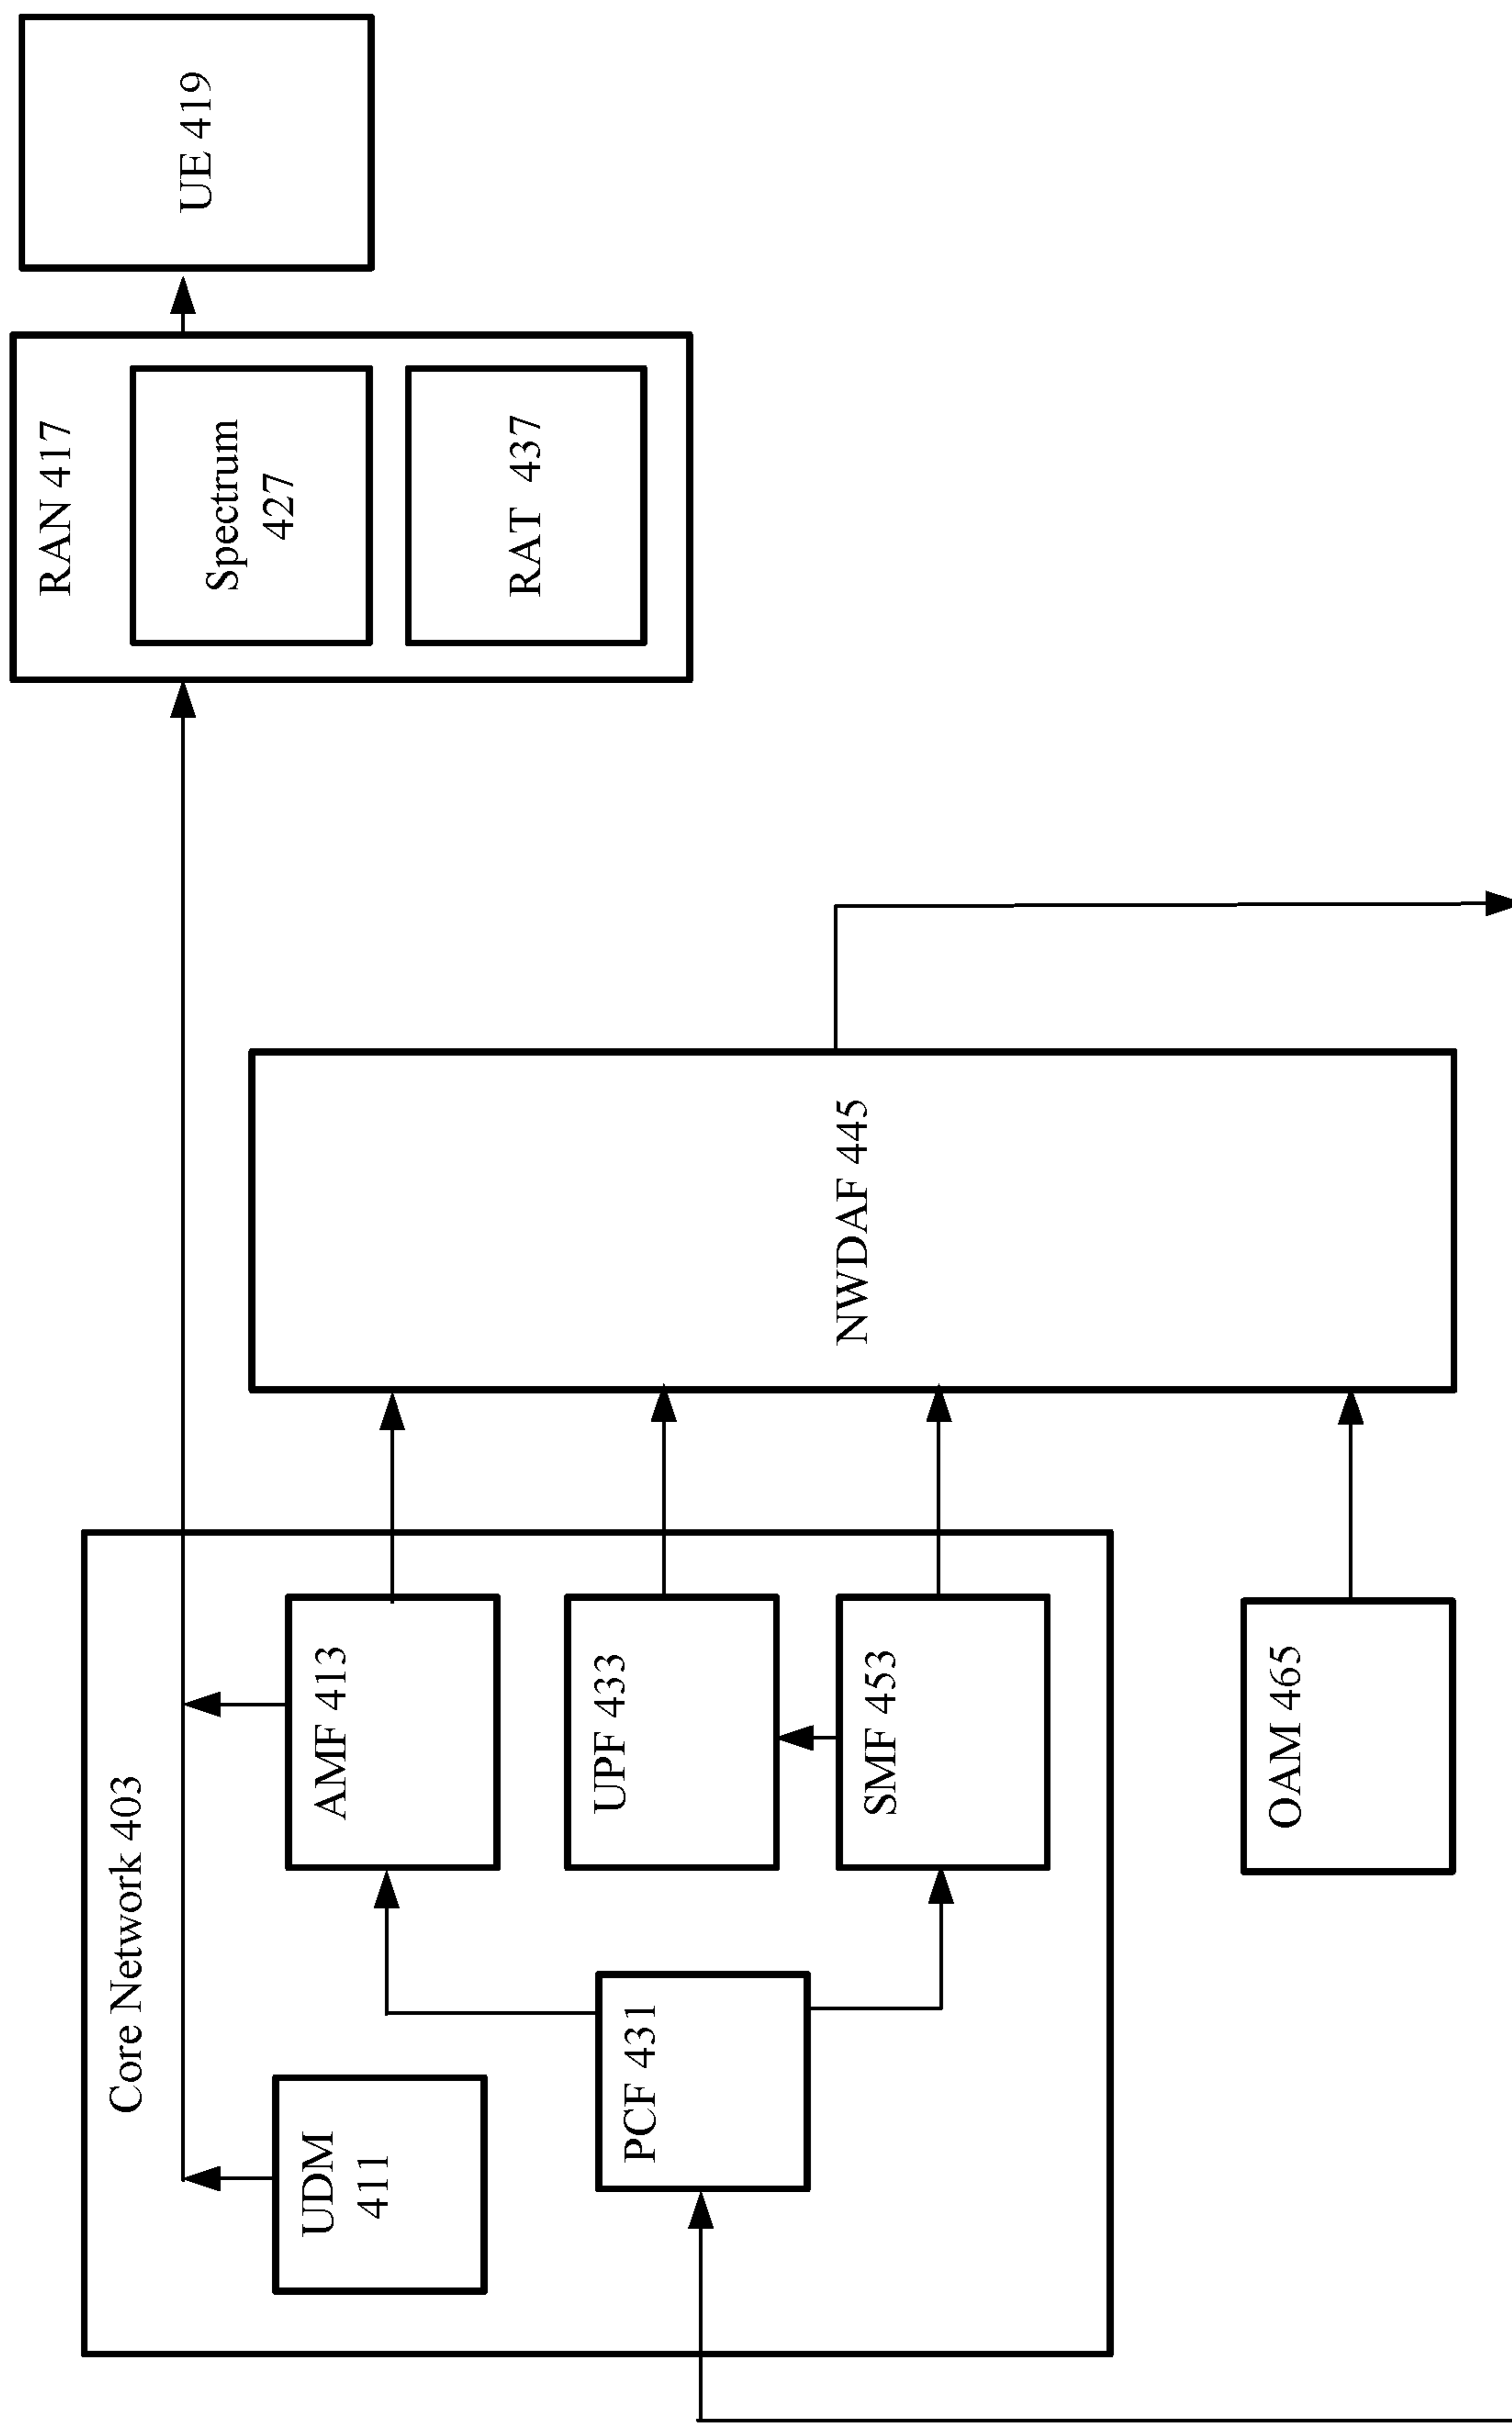 Core Network 403
UDM
411
AMF 413
PCF 431
UPF 433
SMF 453
OAM 465
NWDAF 445
RAN 417
Spectrum
427
RAT 437
UE 419